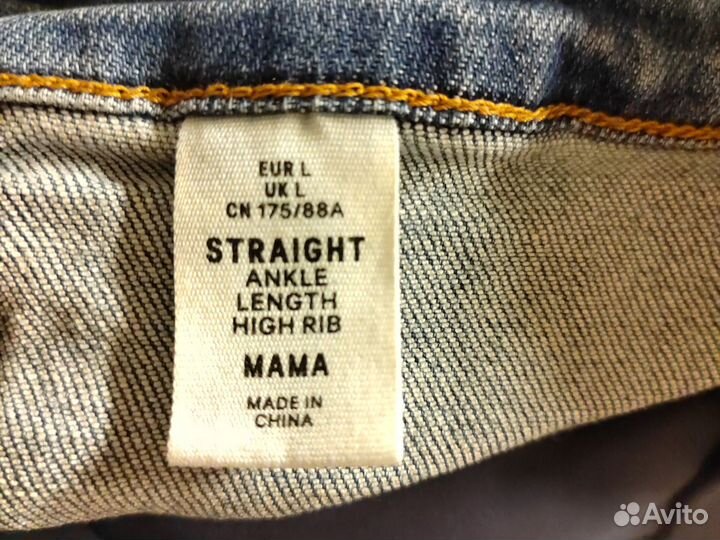 EUR L
UK L
CN 175/88A
STRAIGHT
ANKLE
LENGTH
HIGH RIB
MAMA
MADE IN
CHINA
Avito